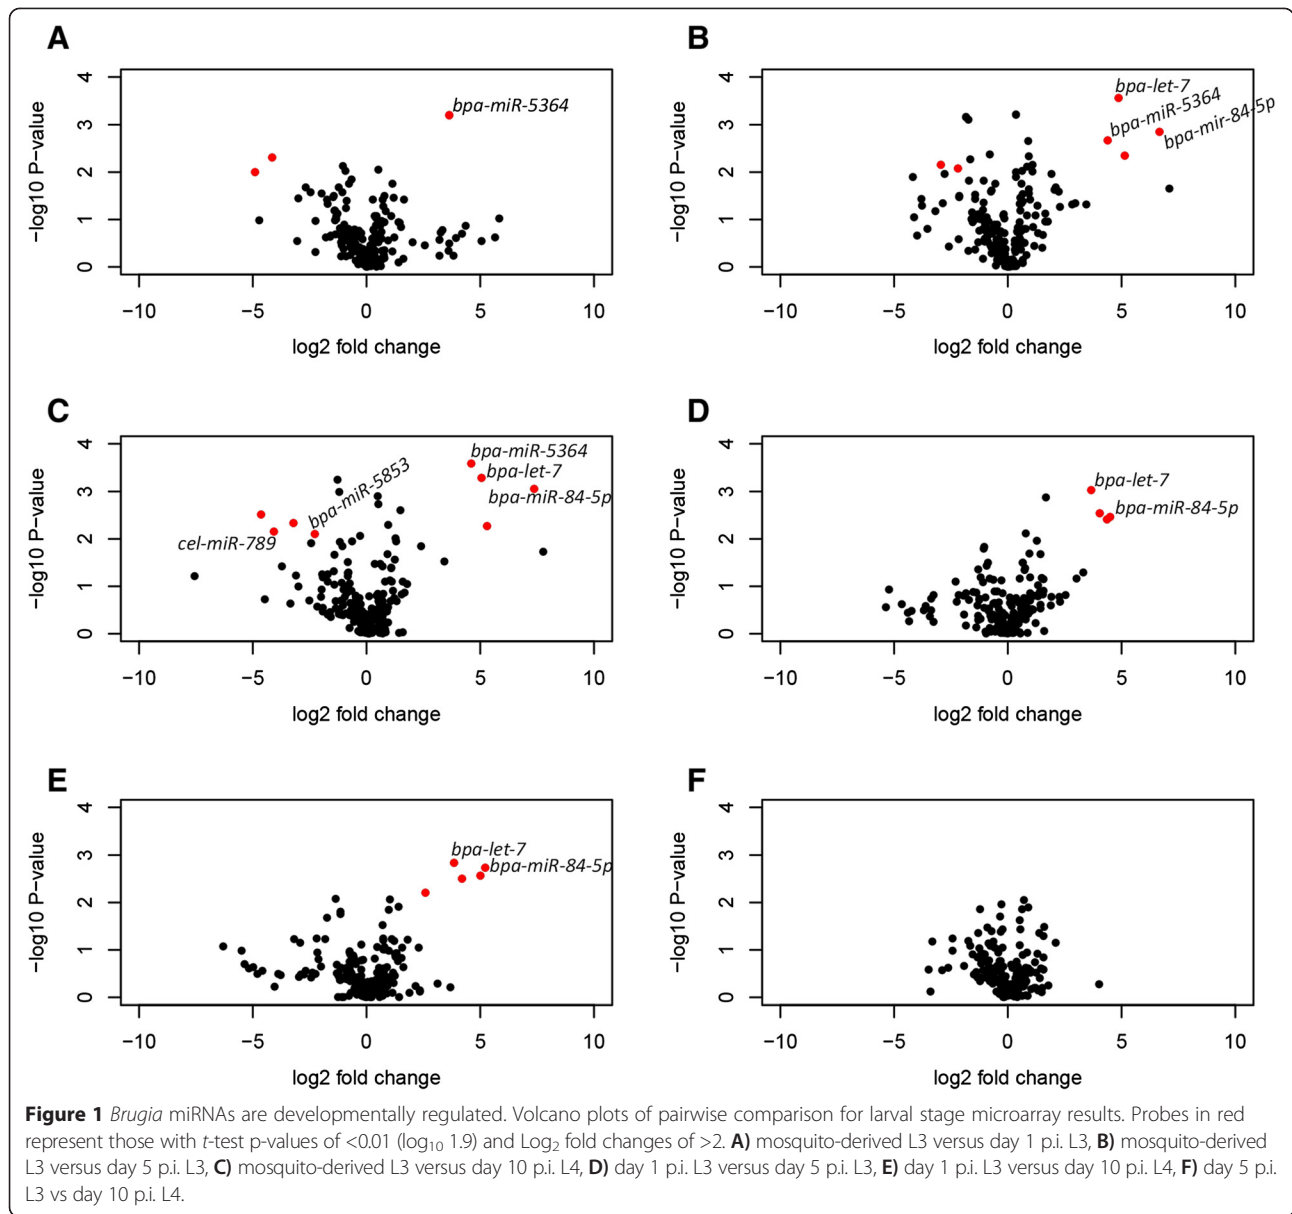 A
B
4
3
2
1
0
−log10 P−value
bpa-miR-5364
−10 −5 0 5 10
log2 fold change
4
3
2
1
0
−log10 P−value
bpa-let-7
bpa-miR-5364
bpa-mir-84-5p
−10 −5 0 5 10
log2 fold change
C
D
4
3
2
1
0
−log10 P−value
bpa-miR-5364
bpa-let-7
bpa-miR-84-5p
bpa-miR-5853
cel-miR-789
−10 −5 0 5 10
log2 fold change
4
3
2
1
0
−log10 P−value
bpa-let-7
bpa-miR-84-5p
−10 −5 0 5 10
log2 fold change
E
F
4
3
2
1
0
−log10 P−value
bpa-let-7
bpa-miR-84-5p
−10 −5 0 5 10
log2 fold change
4
3
2
1
0
−log10 P−value
−10 −5 0 5 10
log2 fold change
Figure 1 Brugia miRNAs are developmentally regulated. Volcano plots of pairwise comparison for larval stage microarray results. Probes in red
represent those with t-test p-values of <0.01 (log10 1.9) and Log2 fold changes of >2. A) mosquito-derived L3 versus day 1 p.i. L3, B) mosquito-derived
L3 versus day 5 p.i. L3, C) mosquito-derived L3 versus day 10 p.i. L4, D) day 1 p.i. L3 versus day 5 p.i. L3, E) day 1 p.i. L3 versus day 10 p.i. L4, F) day 5 p.i.
L3 vs day 10 p.i. L4.